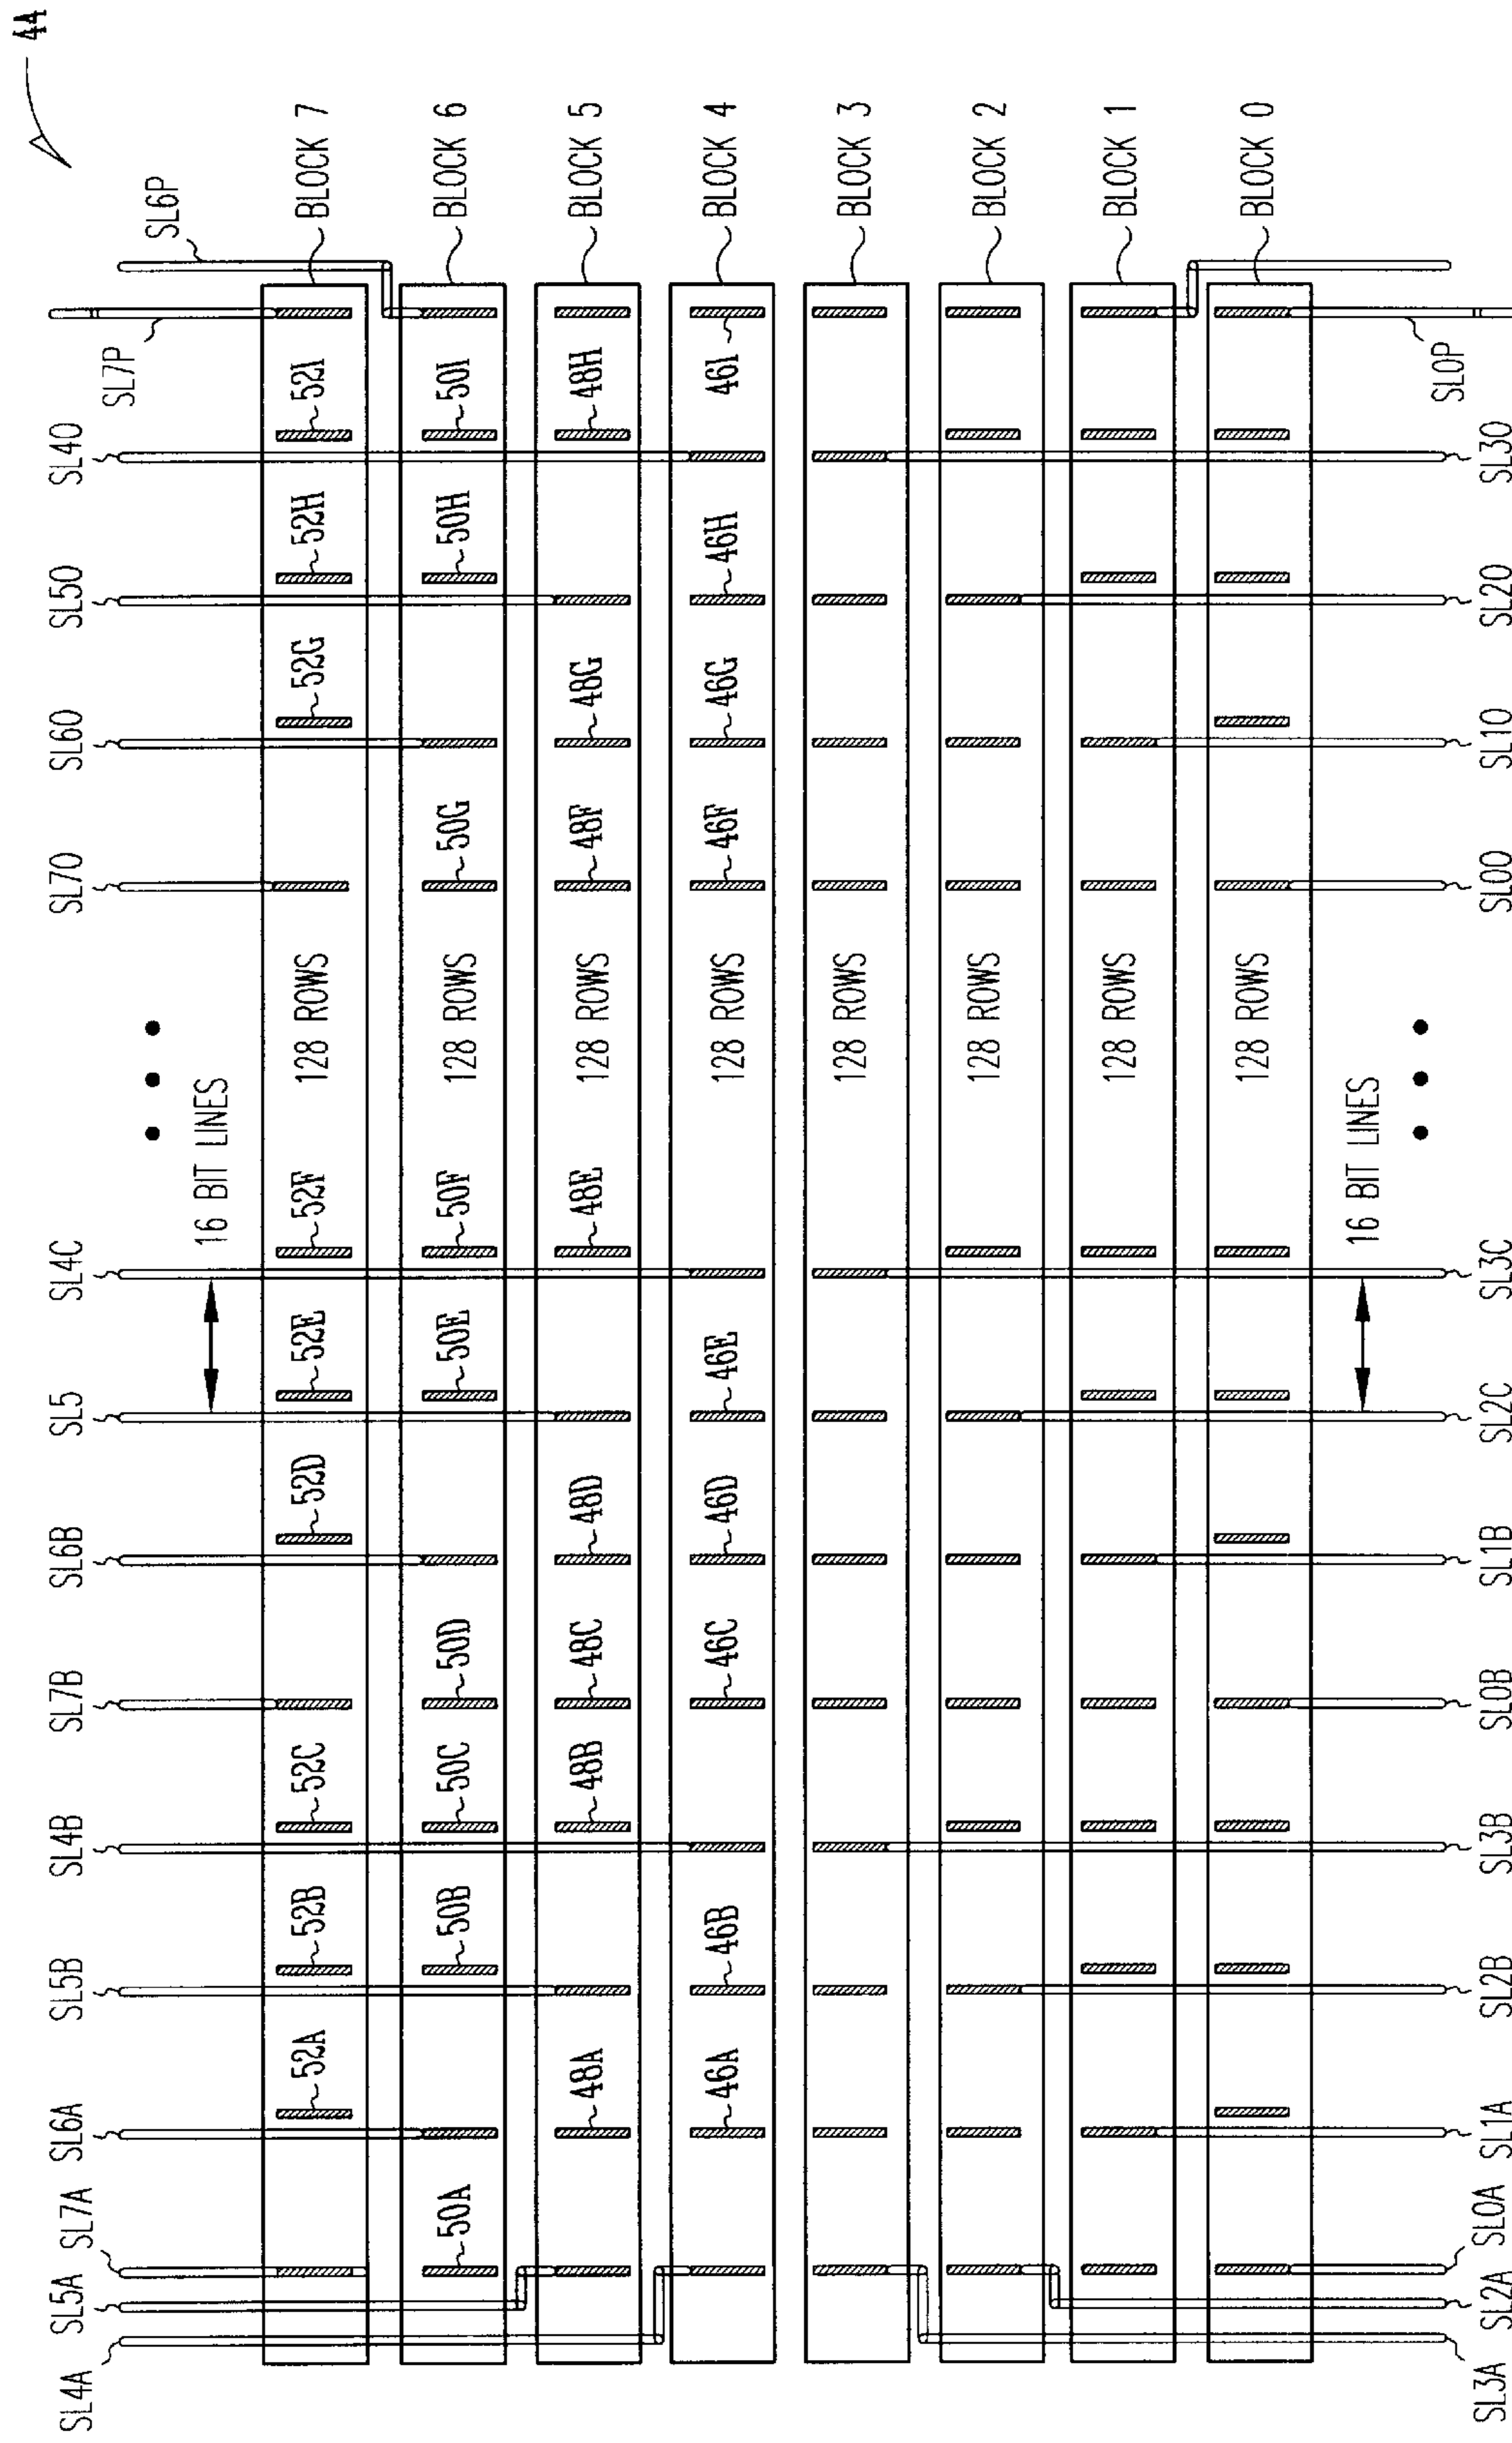 44
SL4A SL5A SL7A SL6A SL5B SL4B SL7B SL6B SL5 SL4C SL7O SL6O SL5O SL4O SL7P SL6P
16 BIT LINES
52A 52B 52C 52D 52E 52F 128 ROWS 52G 52H 52I BLOCK 7
50A 50B 50C 50D 50E 50F 128 ROWS 50G 50H 50I BLOCK 6
48A 48B 48C 48D 48E 128 ROWS 48F 48G 48H BLOCK 5
46A 46B 46C 46D 46E 128 ROWS 46F 46G 46H 46I BLOCK 4
128 ROWS BLOCK 3
128 ROWS BLOCK 2
128 ROWS BLOCK 1
128 ROWS BLOCK 0
16 BIT LINES
SL3A SL2A SL0A SL1A SL2B SL3B SL0B SL1B SL2C SL3C SL0O SL1O SL2O SL3O SL0P